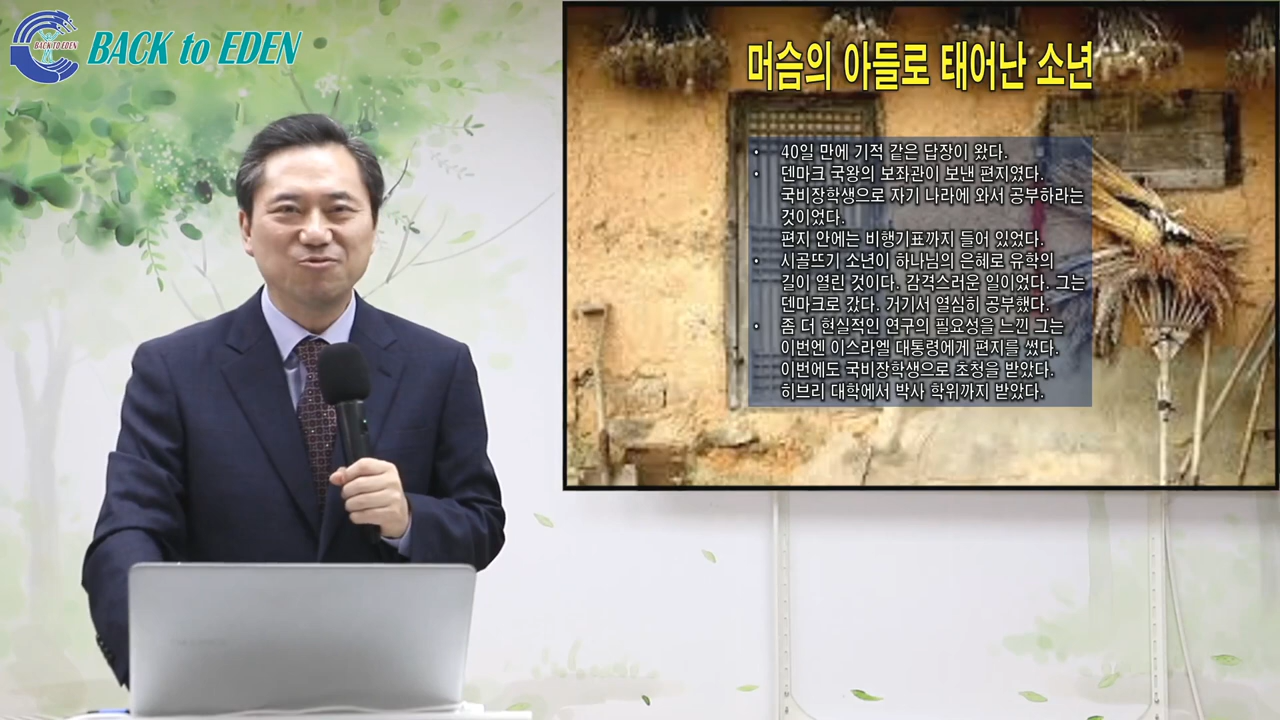 BACK TO EDEN
BACK to EDEN
머슴의 아들로 태어난 소년
• 40일 만에 기적 같은 답장이 왔다.
• 덴마크 국왕의 보좌관이 보낸 편지였다.
국비장학생으로 자기 나라에 와서 공부하라는
것이었다.
편지 안에는 비행기표까지 들어 있었다.
• 시골뜨기 소년이 하나님의 은혜로 유학의
길이 열린 것이다. 감격스러운 일이었다. 그는
덴마크로 갔다. 거기서 열심히 공부했다.
• 좀 더 현실적인 연구의 필요성을 느낀 그는
이번엔 이스라엘 대통령에게 편지를 썼다.
이번에도 국비장학생으로 초청을 받았다.
히브리 대학에서 박사 학위까지 받았다.